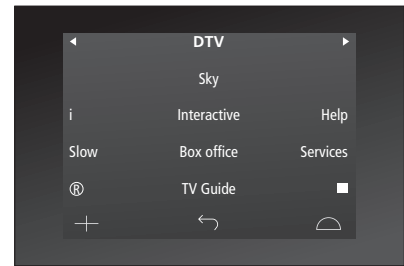 DTV
Sky
i Interactive Help
Slow Box office Services
® TV Guide